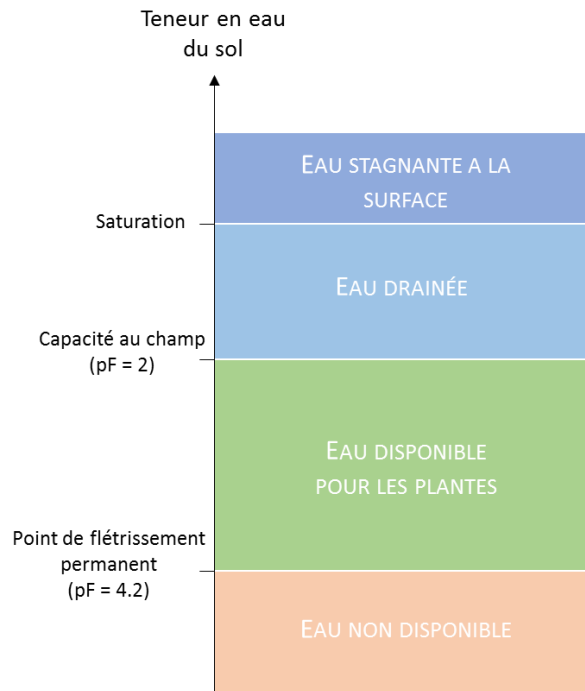 Teneur en eau
du sol
EAU STAGNANTE A LA
SURFACE
Saturation
EAU DRAINÉE
Capacité au champ
(pF = 2)
EAU DISPONIBLE
POUR LES PLANTES
Point de flétrissement
permanent
(pF = 4.2)
EAU NON DISPONIBLE